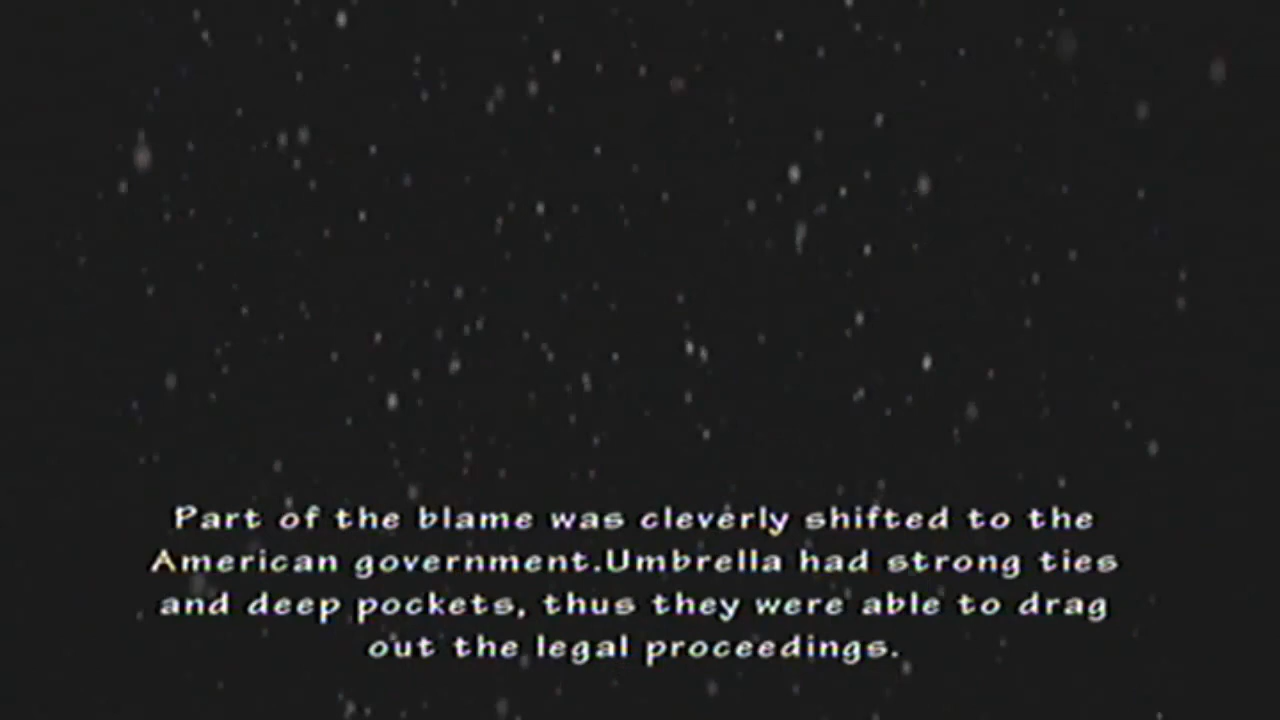 Part of the blame was cleverly shifted to the
American government.Umbrella had strong ties
and deep pockets, thus they were able to drag
out the legal proceedings.